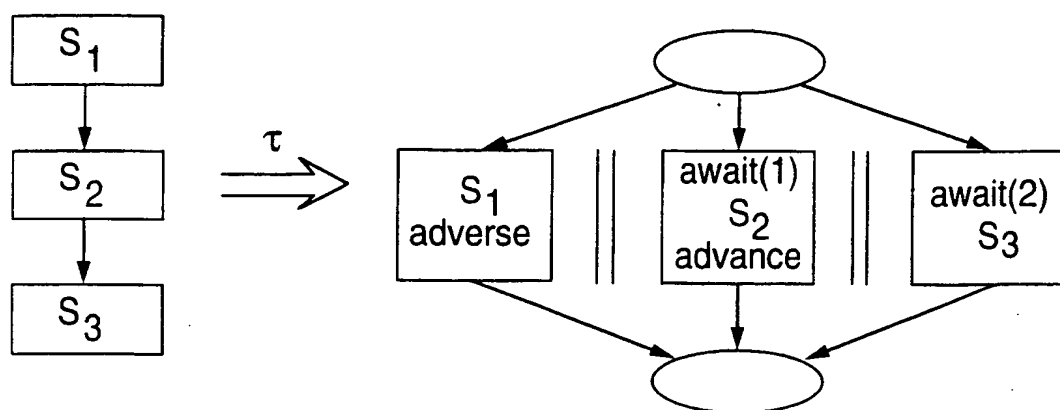 S1
S2
S3
τ
S1
adverse
await(1)
S2
advance
await(2)
S3